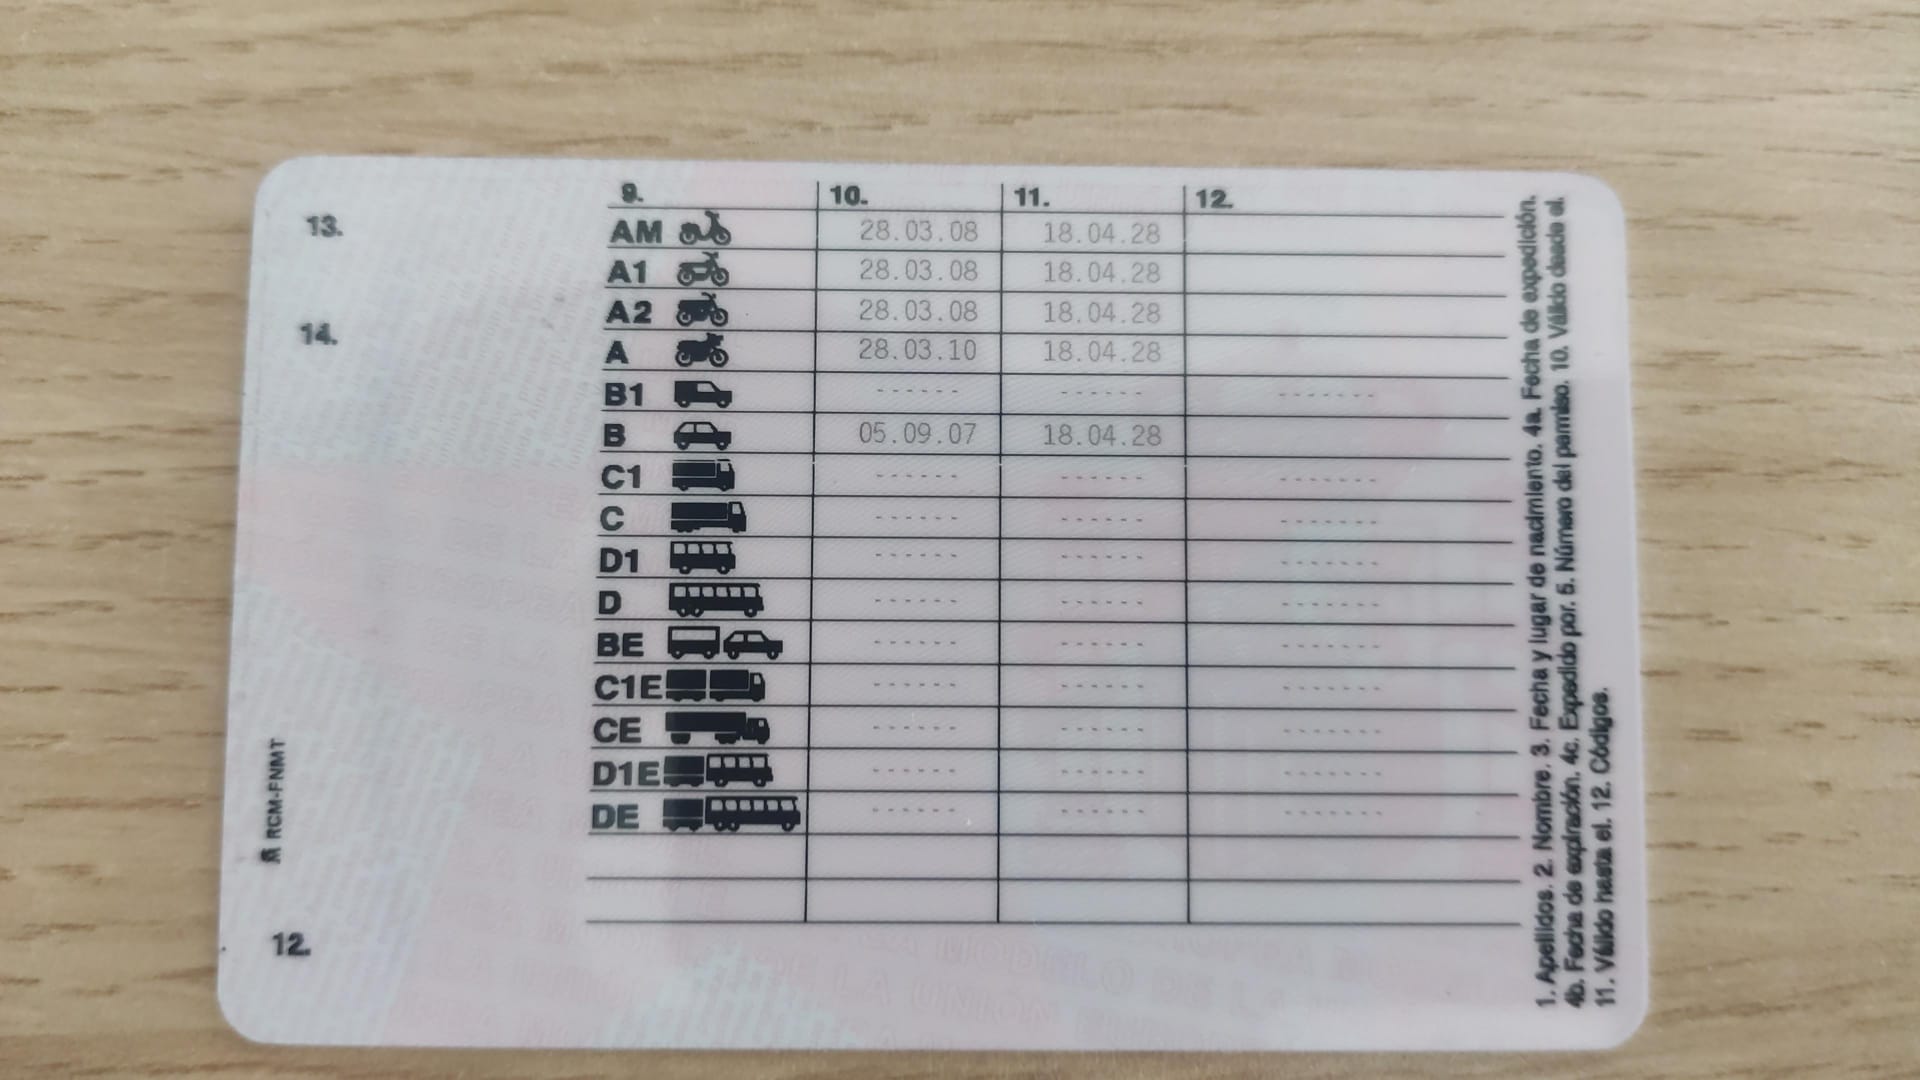 13.
14.
RCM-FNMT
12.
9. 10. 11. 12.
AM 28.03.08 18.04.28
A1 28.03.08 18.04.28
A2 28.03.08 18.04.28
A 28.03.10 18.04.28
B1 ------ ------ -------
B 05.09.07 18.04.28
C1 ------ ------ -------
C ------ ------ -------
D1 ------ ------ -------
D ------ ------ -------
BE ------ ------ -------
C1E ------ ------ -------
CE ------ ------ -------
D1E ------ ------ -------
DE ------ ------ -------
1. Apellidos. 2. Nombre. 3. Fecha y lugar de nacimiento. 4a. Fecha de expedición.
4b. Fecha de expiración. 4c. Expedido por. 5. Número del permiso. 10. Válido desde el.
11. Válido hasta el. 12. Códigos.